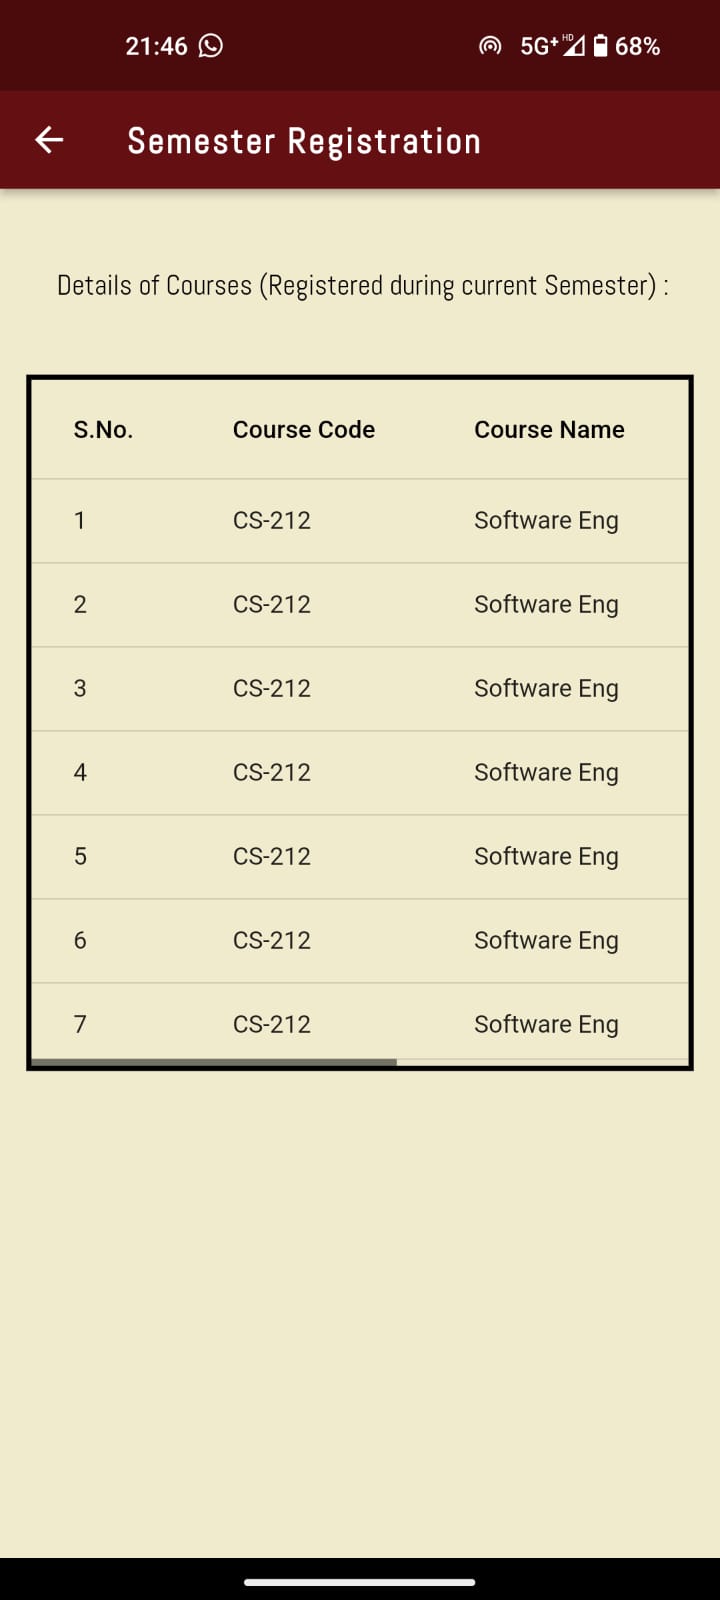 21:46 5G+ HD 68%
Semester Registration
Details of Courses (Registered during current Semester) :
S.No. Course Code Course Name
1 CS-212 Software Eng
2 CS-212 Software Eng
3 CS-212 Software Eng
4 CS-212 Software Eng
5 CS-212 Software Eng
6 CS-212 Software Eng
7 CS-212 Software Eng